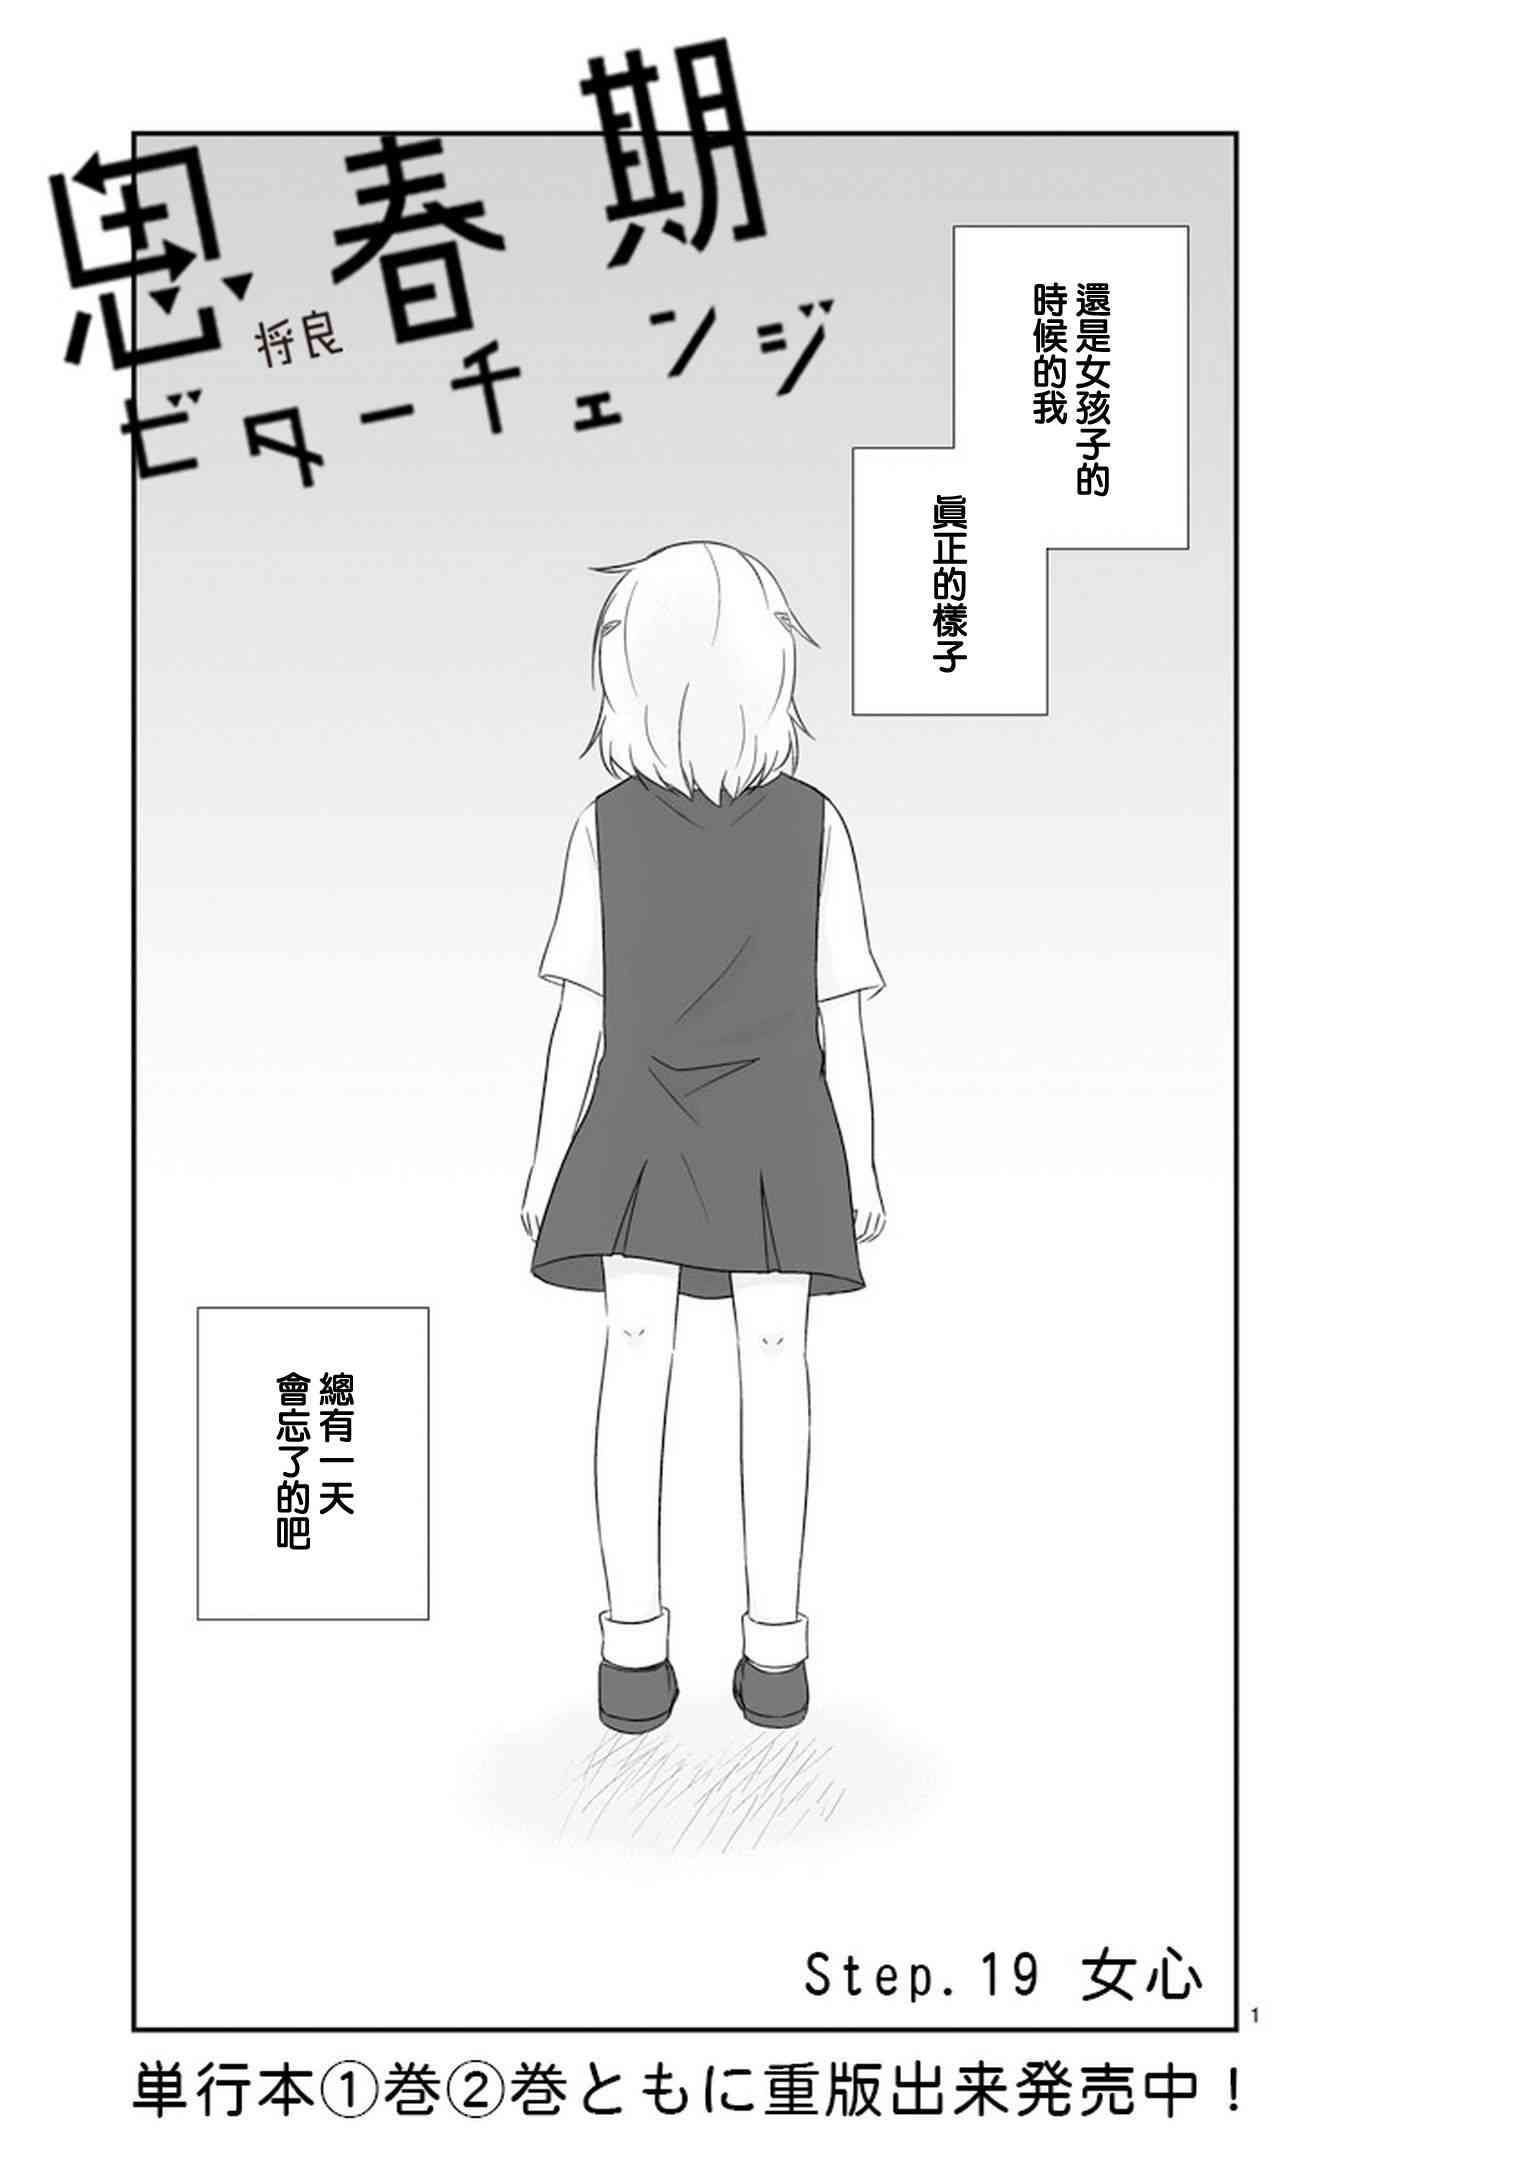 思春期
ビターチェンジ
将良
還是女孩子的
時候的我
眞正的樣子
總有一天
會忘了的吧
Step.19 女心
1
単行本①巻②巻ともに重版出来発売中！